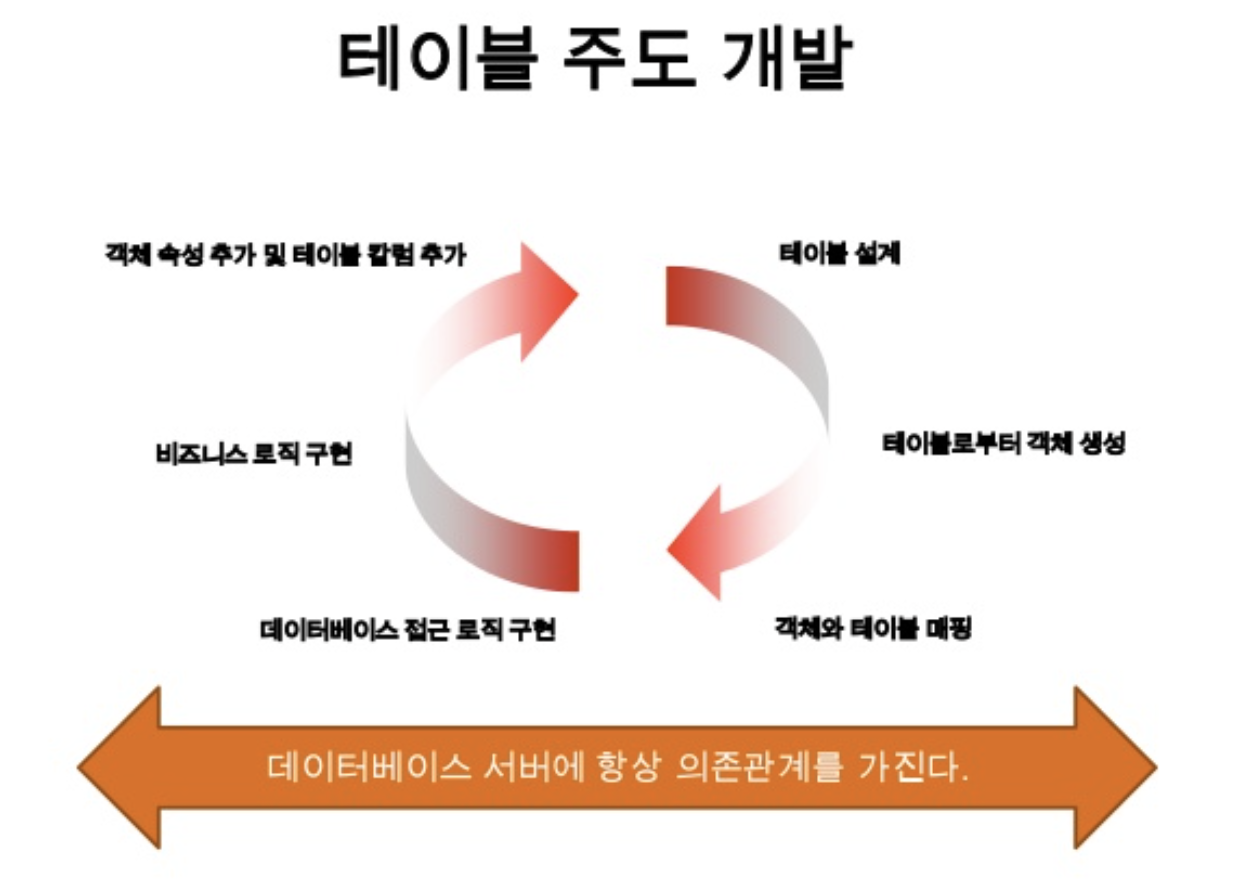 테이블 주도 개발
객체 속성 추가 및 테이블 칼럼 추가
테이블 설계
비즈니스 로직 구현
테이블로부터 객체 생성
데이터베이스 접근 로직 구현
객체와 테이블 매핑
데이터베이스 서버에 항상 의존관계를 가진다.